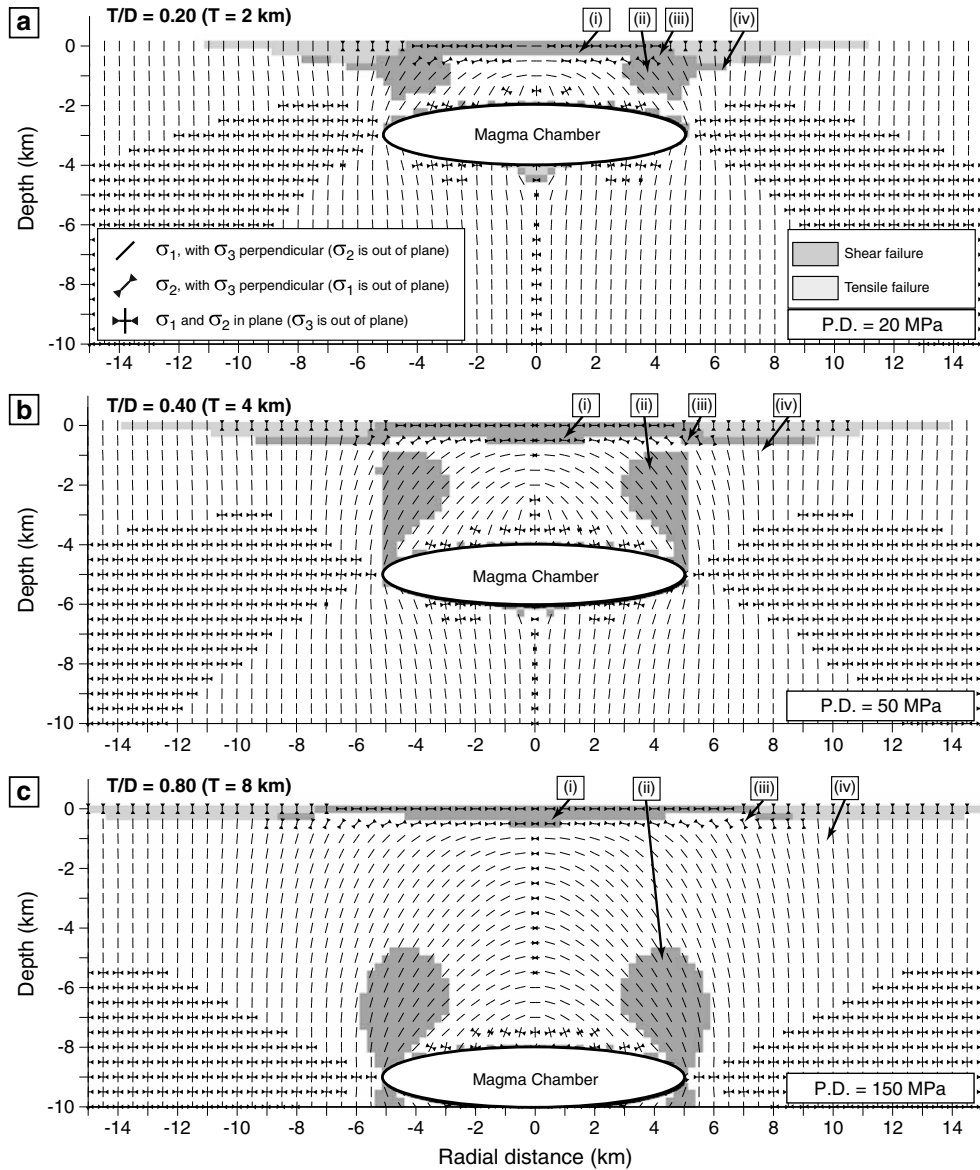 a
T/D = 0.20 (T = 2 km)
(i)
(ii)
(iii)
(iv)
0
-2
-4
-6
-8
-10
Depth (km)
Magma Chamber
σ1, with σ3 perpendicular (σ2 is out of plane)
σ2, with σ3 perpendicular (σ1 is out of plane)
σ1 and σ2 in plane (σ3 is out of plane)
Shear failure
Tensile failure
P.D. = 20 MPa
-14 -12 -10 -8 -6 -4 -2 0 2 4 6 8 10 12 14
b
T/D = 0.40 (T = 4 km)
(i)
(ii)
(iii)
(iv)
0
-2
-4
-6
-8
-10
Depth (km)
Magma Chamber
P.D. = 50 MPa
-14 -12 -10 -8 -6 -4 -2 0 2 4 6 8 10 12 14
c
T/D = 0.80 (T = 8 km)
(i)
(ii)
(iii)
(iv)
0
-2
-4
-6
-8
-10
Depth (km)
Magma Chamber
P.D. = 150 MPa
-14 -12 -10 -8 -6 -4 -2 0 2 4 6 8 10 12 14
Radial distance (km)